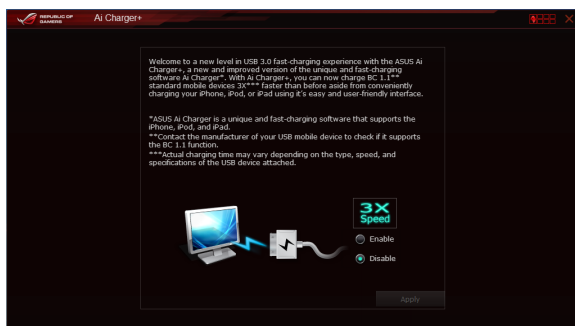 REPUBLIC OF
GAMERS
Ai Charger+
Welcome to a new level in USB 3.0 fast-charging experience with the ASUS Ai
Charger+, a new and improved version of the unique and fast-charging
software Ai Charger*. With Ai Charger+, you can now charge BC 1.1**
standard mobile devices 3X*** faster than before aside from conveniently
charging your iPhone, iPod, or iPad using it's easy and user-friendly interface.
*ASUS Ai Charger is a unique and fast-charging software that supports the
iPhone, iPod, and iPad.
**Contact the manufacturer of your USB mobile device to check if it supports
the BC 1.1 function.
***Actual charging time may vary depending on the type, speed, and
specifications of the USB device attached.
3X
Speed
Enable
Disable
Apply